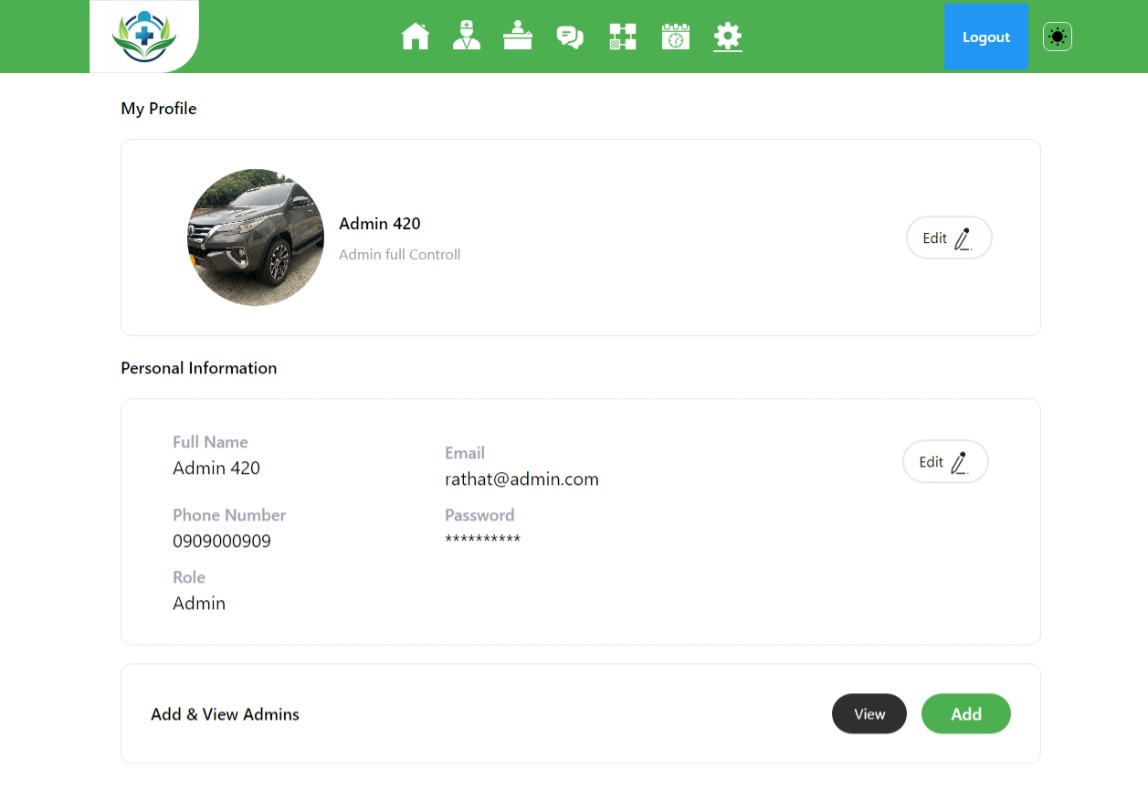 Logout
My Profile
Admin 420
Admin full Controll
Edit
Personal Information
Full Name
Admin 420
Email
rathat@admin.com
Edit
Phone Number
0909000909
Password
**********
Role
Admin
Add & View Admins
View
Add